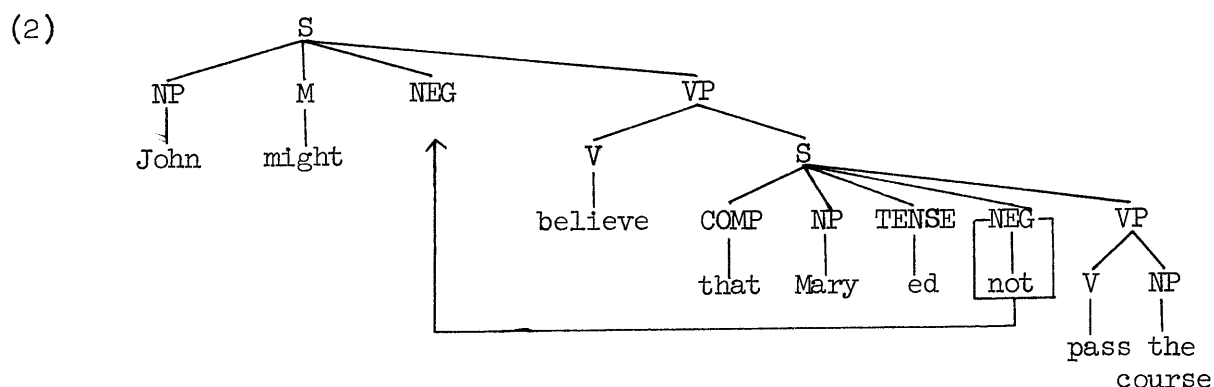 (2)
S
NP M NEG VP
John might V S
believe COMP NP TENSE NEG VP
that Mary ed not V NP
pass the
course